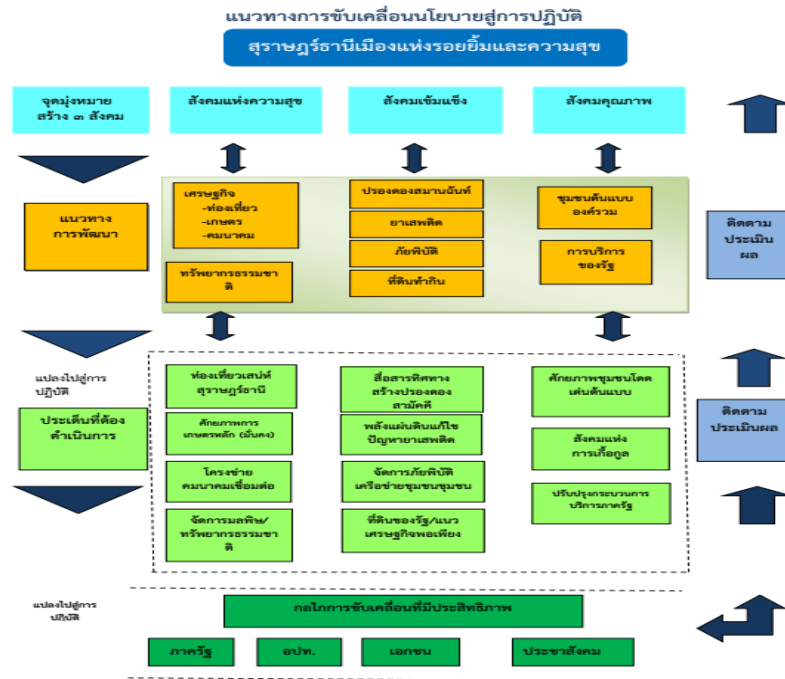 แนวทางการขับเคลื่อนนโยบายสู่การปฏิบัติ
สุราษฎร์ธานีเมืองแห่งรอยยิ้มและความสุข
จุดมุ่งหมาย
สร้าง ๓ สังคม
สังคมแห่งความสุข
สังคมเข้มแข็ง
สังคมคุณภาพ
แนวทาง
การพัฒนา
เศรษฐกิจ
-ท่องเที่ยว
-เกษตร
-คมนาคม
ทรัพยากรธรรมชา
ติ
ปรองดองสมานฉันท์
ยาเสพติด
ภัยพิบัติ
ที่ดินทำกิน
ชุมชนต้นแบบ
องค์รวม
การบริการ
ของรัฐ
ติดตาม
ประเมิน
ผล
แปลงไปสู่การ
ปฏิบัติ
ประเด็นที่ต้อง
ดำเนินการ
ท่องเที่ยวเสน่ห์
สุราษฎร์ธานี
ศักยภาพการ
เกษตรหลัก (มั่นคง)
โครงข่าย
คมนาคมเชื่อมต่อ
จัดการมลพิษ/
ทรัพยากรธรรมชา
ติ
สื่อสารทิศทาง
สร้างปรองดอง
สามัคคี
พลังแผ่นดินแก้ไข
ปัญหายาเสพติด
จัดการภัยพิบัติ
เครือข่ายชุมชนชุมชน
ที่ดินของรัฐ/แนว
เศรษฐกิจพอเพียง
ศักยภาพชุมชนโดด
เด่นต้นแบบ
สังคมแห่ง
การเกื้อกูล
ปรับปรุงกระบวนการ
บริการภาครัฐ
ติดตาม
ประเมินผล
แปลงไปสู่การ
ปฏิบัติ
กลไกการขับเคลื่อนที่มีประสิทธิภาพ
ภาครัฐ
อปท.
เอกชน
ประชาสังคม